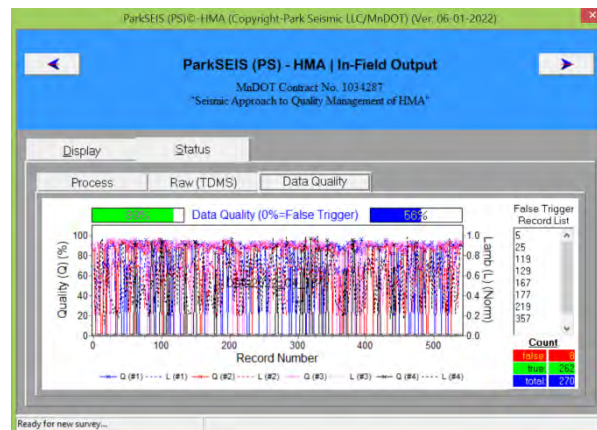 ParkSEIS (PS)©-HMA (Copyright-Park Seismic LLC/MnDOT) (Ver. 06-01-2022)
ParkSEIS (PS) - HMA | In-Field Output
MnDOT Contract No. 1034287
"Seismic Approach to Quality Management of HMA"
Display Status
Process Raw (TDMS) Data Quality
Data Quality (0%=False Trigger) 56%
False Trigger
Record List
5
25
119
129
167
177
219
357
Quality (Q) (%)
100
80
60
40
20
0
1.0
0.8
0.6
0.4
0.2
0.0
Lamb (L) (Norm)
0 100 200 300 400 500
Record Number
Q (#1) L (#1) Q (#2) L (#2) Q (#3) L (#3) Q (#4) L (#4)
Count
false: 8
true: 262
total: 270
Ready for new survey...